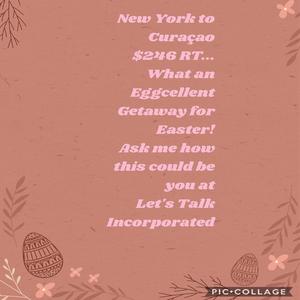 New York to
Curaçao
$246 RT...
What an
Eggcellent
Getaway for
Easter!
Ask me how
this could be
you at
Let's Talk
Incorporated
PIC•COLLAGE